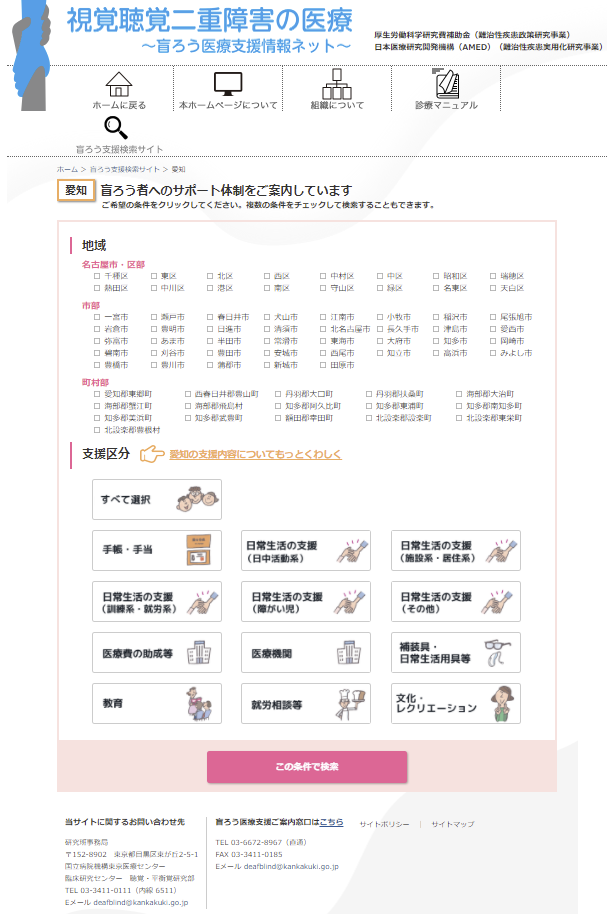 視覚聴覚二重障害の医療
～盲ろう医療支援情報ネット～
厚生労働科学研究費補助金（難治性疾患政策研究事業）
日本医療研究開発機構（AMED）（難治性疾患実用化研究事業）
ホームに戻る 本ホームページについて 組織について 診療マニュアル
盲ろう支援検索サイト
ホーム ＞ 盲ろう支援検索サイト ＞ 愛知
愛知 盲ろう者へのサポート体制をご案内しています
ご希望の条件をクリックしてください。複数の条件をチェックして検索することもできます。
地域
名古屋市・区部
千種区 東区 北区 西区 中村区 中区 昭和区 瑞穂区
熱田区 中川区 港区 南区 守山区 緑区 名東区 天白区
市部
一宮市 瀬戸市 春日井市 犬山市 江南市 小牧市 稲沢市 尾張旭市
岩倉市 豊明市 日進市 清須市 北名古屋市 長久手市 津島市 愛西市
弥富市 あま市 半田市 常滑市 東海市 大府市 知多市 岡崎市
碧南市 刈谷市 豊田市 安城市 西尾市 知立市 高浜市 みよし市
豊橋市 豊川市 蒲郡市 新城市 田原市
町村部
愛知郡東郷町 西春日井郡豊山町 丹羽郡大口町 丹羽郡扶桑町 海部郡大治町
海部郡蟹江町 海部郡飛島村 知多郡阿久比町 知多郡東浦町 知多郡南知多町
知多郡美浜町 知多郡武豊町 額田郡幸田町 北設楽郡設楽町 北設楽郡東栄町
北設楽郡豊根村
支援区分 愛知の支援内容についてもっとくわしく
すべて選択
手帳・手当
日常生活の支援
（日中活動系）
日常生活の支援
（施設系・居住系）
日常生活の支援
（訓練系・就労系）
日常生活の支援
（障がい児）
日常生活の支援
（その他）
医療費の助成等
医療機関
補装具・
日常生活用具等
教育
就労相談等
文化・
レクリエーション
この条件で検索
当サイトに関するお問い合わせ先
研究班事務局
〒152-8902 東京都目黒区東が丘2-5-1
国立病院機構東京医療センター
臨床研究センター 聴覚・平衡覚研究部
TEL 03-3411-0111（内線 6511）
Eメール deafblind@kankakuki.go.jp
盲ろう医療支援ご案内窓口はこちら
TEL 03-6672-8967（直通）
FAX 03-3411-0185
Eメール deafblind@kankakuki.go.jp
サイトポリシー ｜ サイトマップ